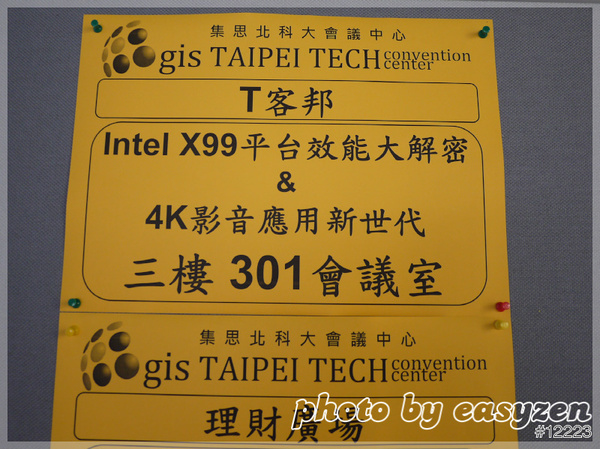 集思北科大會議中心
gis TAIPEI TECH convention center
T客邦
Intel X99平台效能大解密
&
4K影音應用新世代
三樓 301會議室
集思北科大會議中心
gis TAIPEI TECH convention center
理財廣場
photo by easyzen
#12223